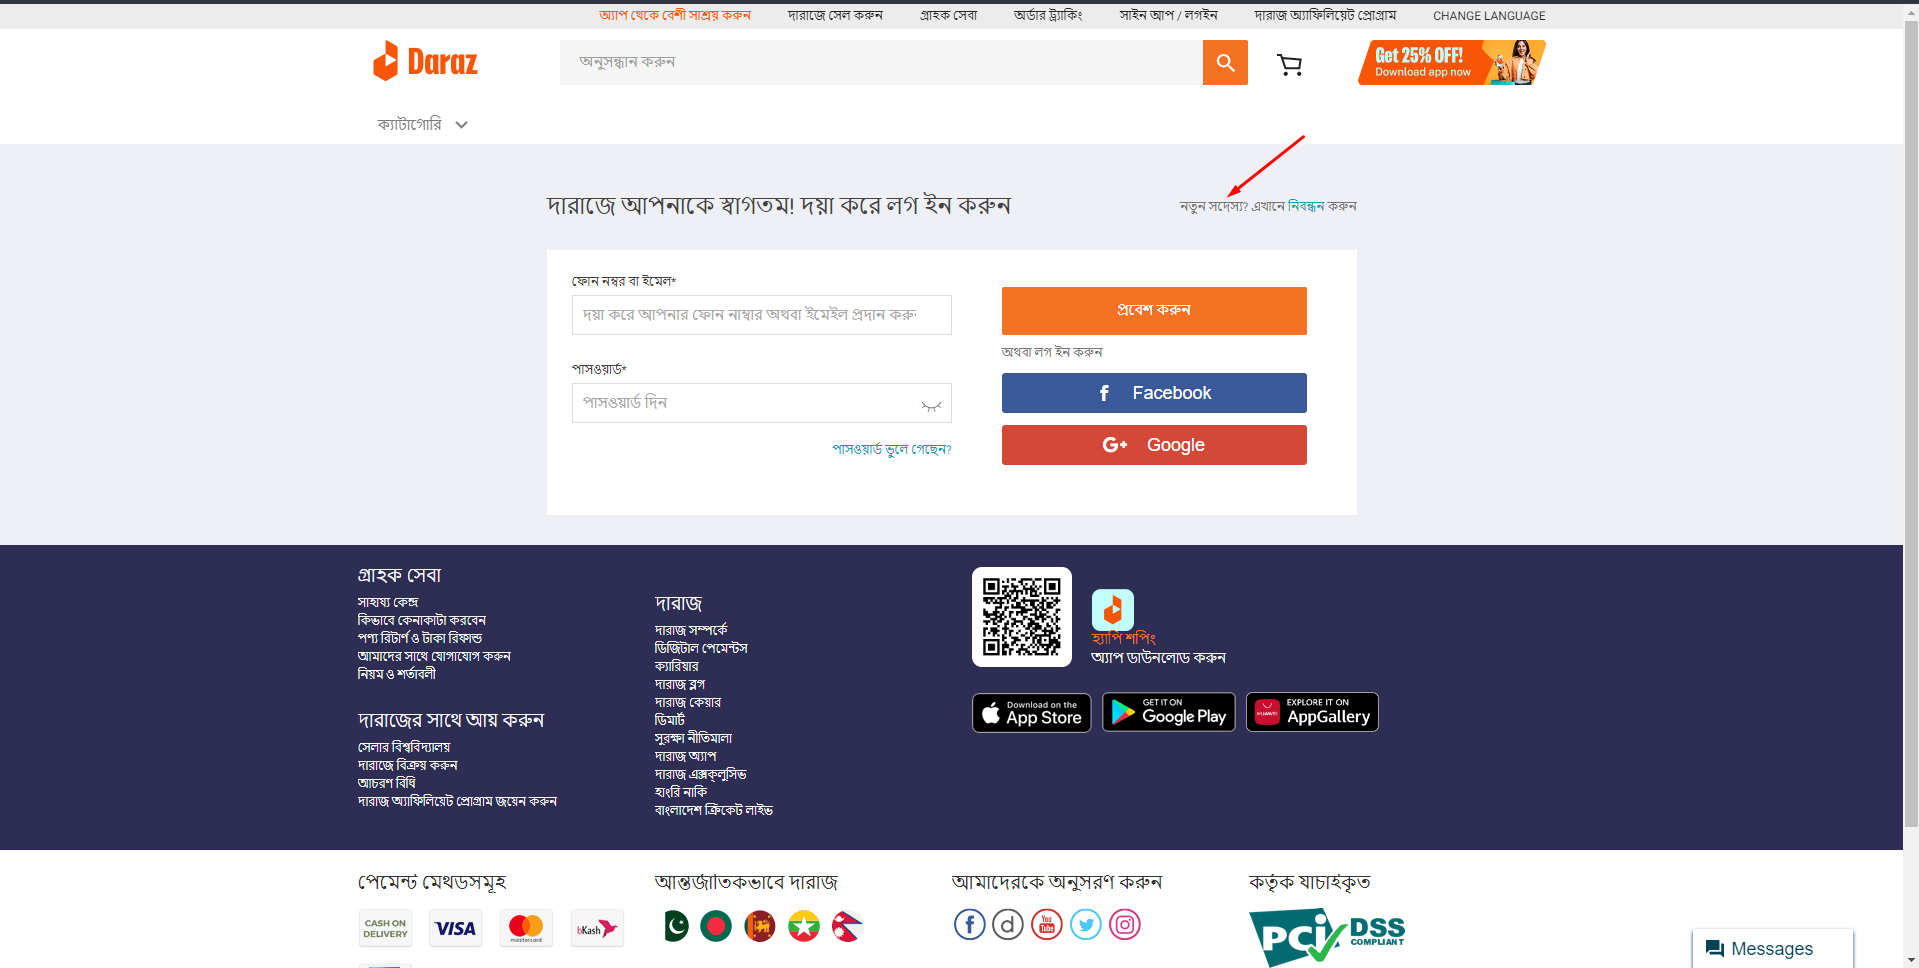 অ্যাপ থেকে বেশী সাশ্রয় করুন
দারাজে সেল করুন
গ্রাহক সেবা
অর্ডার ট্র্যাকিং
সাইন আপ / লগইন
দারাজ অ্যাফিলিয়েট প্রোগ্রাম
CHANGE LANGUAGE
Daraz
অনুসন্ধান করুন
Get 25% OFF!
Download app now
ক্যাটাগোরি
দারাজে আপনাকে স্বাগতম! দয়া করে লগ ইন করুন
নতুন সদস্য? এখানে নিবন্ধন করুন
ফোন নম্বর বা ইমেল*
দয়া করে আপনার ফোন নাম্বার অথবা ইমেইল প্রদান করু
পাসওয়ার্ড*
পাসওয়ার্ড দিন
পাসওয়ার্ড ভুলে গেছেন?
প্রবেশ করুন
অথবা লগ ইন করুন
Facebook
Google
গ্রাহক সেবা
সাহায্য কেন্দ্র
কিভাবে কেনাকাটা করবেন
পণ্য রিটার্ণ ও টাকা রিফান্ড
আমাদের সাথে যোগাযোগ করুন
নিয়ম ও শর্তাবলী
দারাজের সাথে আয় করুন
সেলার বিশ্ববিদ্যালয়
দারাজে বিক্রয় করুন
আচরণ বিধি
দারাজ অ্যাফিলিয়েট প্রোগ্রাম জয়েন করুন
দারাজ
দারাজ সম্পর্কে
ডিজিটাল পেমেন্টস
ক্যারিয়ার
দারাজ ব্লগ
দারাজ কেয়ার
ডিমার্ট
সুরক্ষা নীতিমালা
দারাজ অ্যাপ
দারাজ এক্সক্লুসিভ
হাংরি নাকি
বাংলাদেশ ক্রিকেট লাইভ
হ্যাপি শপিং
অ্যাপ ডাউনলোড করুন
Download on the
App Store
GET IT ON
Google Play
HUAWEI
EXPLORE IT ON
AppGallery
পেমেন্ট মেথডসমূহ
CASH ON
DELIVERY
VISA
mastercard
bKash
আন্তর্জাতিকভাবে দারাজ
আমাদেরকে অনুসরণ করুন
You
Tube
কর্তৃক যাচাইকৃত
PCI DSS
COMPLIANT
Messages